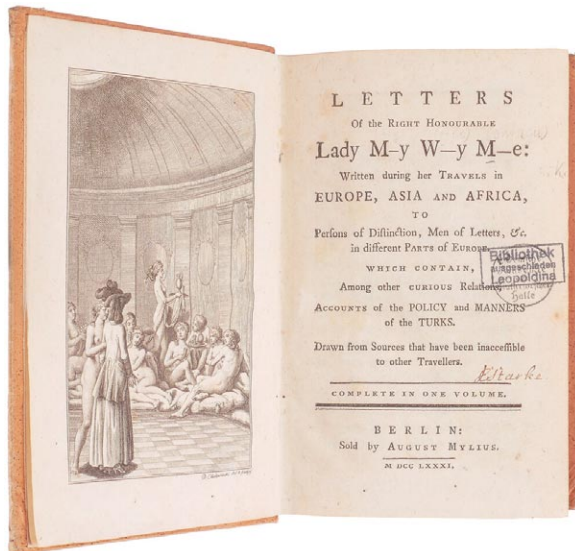 LETTERS
Of the RIGHT HONOURABLE
Lady M–y W–y M–e:
Written during her TRAVELS in
EUROPE, ASIA AND AFRICA,
TO
Perſons of Diſtinction, Men of Letters, &c.
in different PARTS of EUROPE.
WHICH CONTAIN,
Among other CURIOUS Relations,
ACCOUNTS of the POLICY and MANNERS
of the TURKS.
Drawn from Sources that have been inacceſſible
to other Travellers.
COMPLETE IN ONE VOLUME.
BERLIN:
Sold by AUGUST MYLIUS.
M DCC LXXXI.
Bibliothek
ausgeschieden
Leopoldina
Halle
Starke